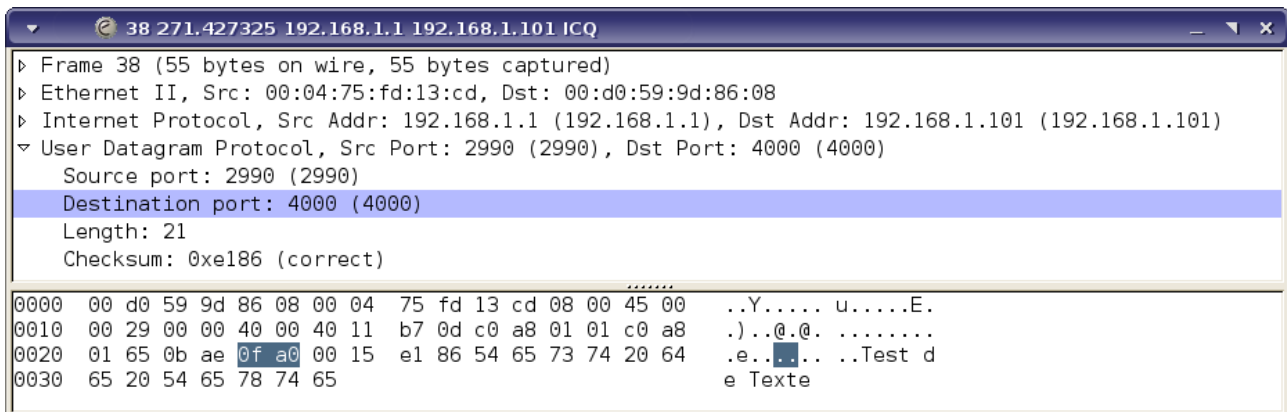 38 271.427325 192.168.1.1 192.168.1.101 ICQ
Frame 38 (55 bytes on wire, 55 bytes captured)
Ethernet II, Src: 00:04:75:fd:13:cd, Dst: 00:d0:59:9d:86:08
Internet Protocol, Src Addr: 192.168.1.1 (192.168.1.1), Dst Addr: 192.168.1.101 (192.168.1.101)
User Datagram Protocol, Src Port: 2990 (2990), Dst Port: 4000 (4000)
Source port: 2990 (2990)
Destination port: 4000 (4000)
Length: 21
Checksum: 0xe186 (correct)
0000 00 d0 59 9d 86 08 00 04 75 fd 13 cd 08 00 45 00 ..Y..... u.....E.
0010 00 29 00 00 40 00 40 11 b7 0d c0 a8 01 01 c0 a8 .)..@.@. ........
0020 01 65 0b ae 0f a0 00 15 e1 86 54 65 73 74 20 64 .e...... ..Test d
0030 65 20 54 65 78 74 65 e Texte